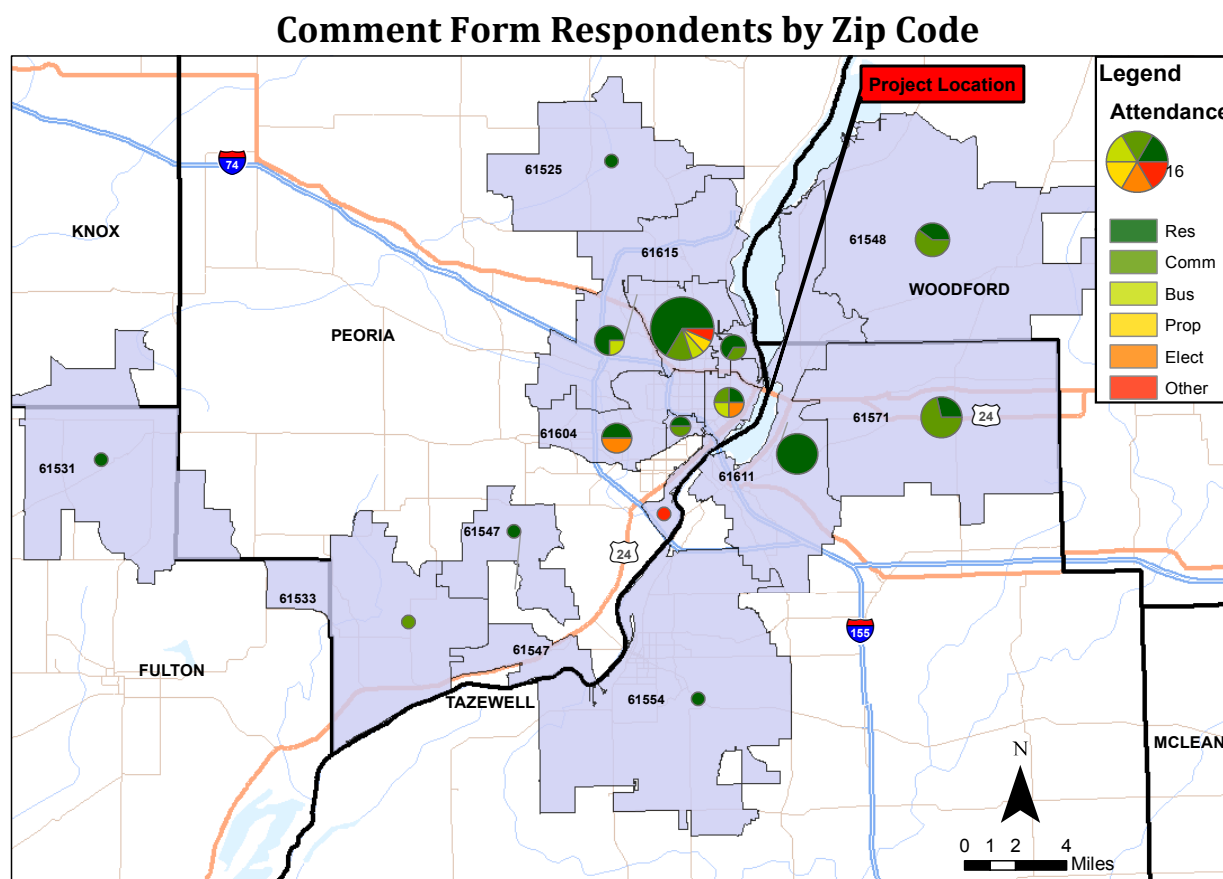 Comment Form Respondents by Zip Code
Project Location
Legend
Attendance
16
Res
Comm
Bus
Prop
Elect
Other
74
61525
KNOX
61615
61548
WOODFORD
PEORIA
61604
61571
24
61531
61611
61547
24
61533
155
61547
FULTON
61554
TAZEWELL
MCLEAN
N
0 1 2 4
Miles